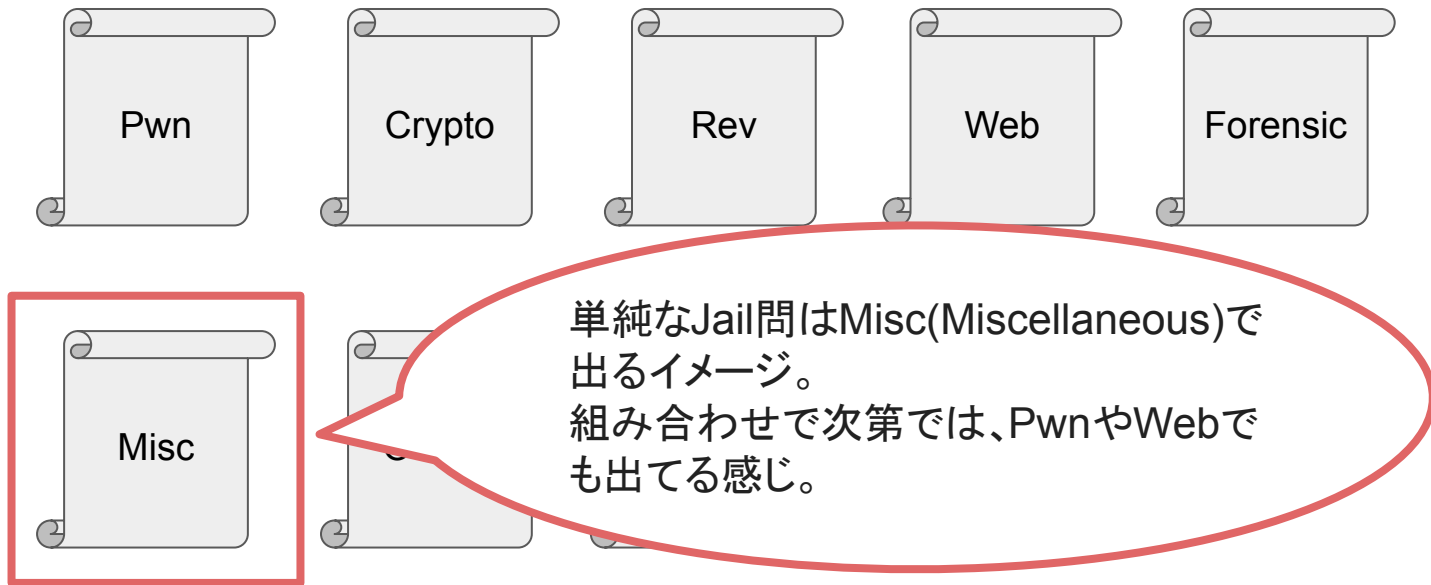 Pwn
Crypto
Rev
Web
Forensic
Misc
単純なJail問はMisc(Miscellaneous)で
出るイメージ。
組み合わせで次第では、PwnやWebで
も出てる感じ。